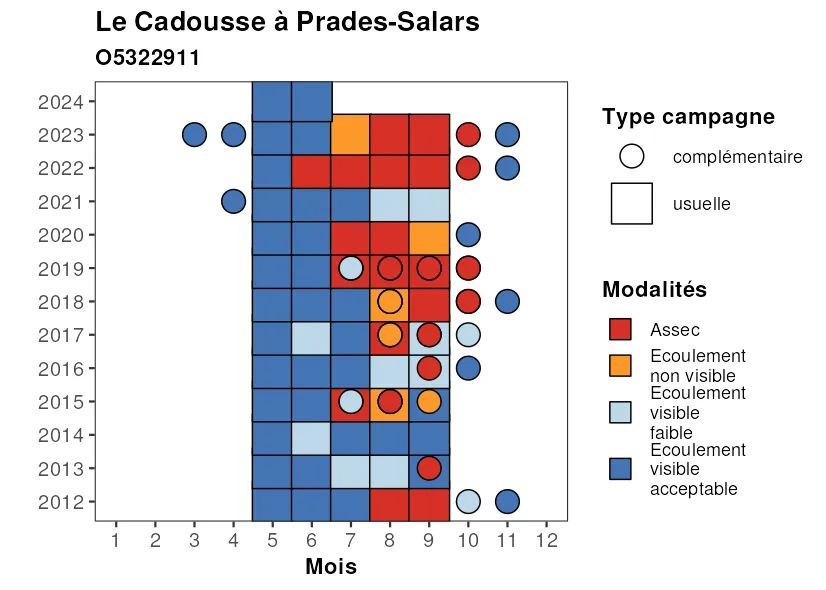 Le Cadousse à Prades-Salars
O5322911
2024
2023
2022
2021
2020
2019
2018
2017
2016
2015
2014
2013
2012
1 2 3 4 5 6 7 8 9 10 11 12
Mois
Type campagne
complémentaire
usuelle
Modalités
Assec
Ecoulement
non visible
Ecoulement
visible
faible
Ecoulement
visible
acceptable